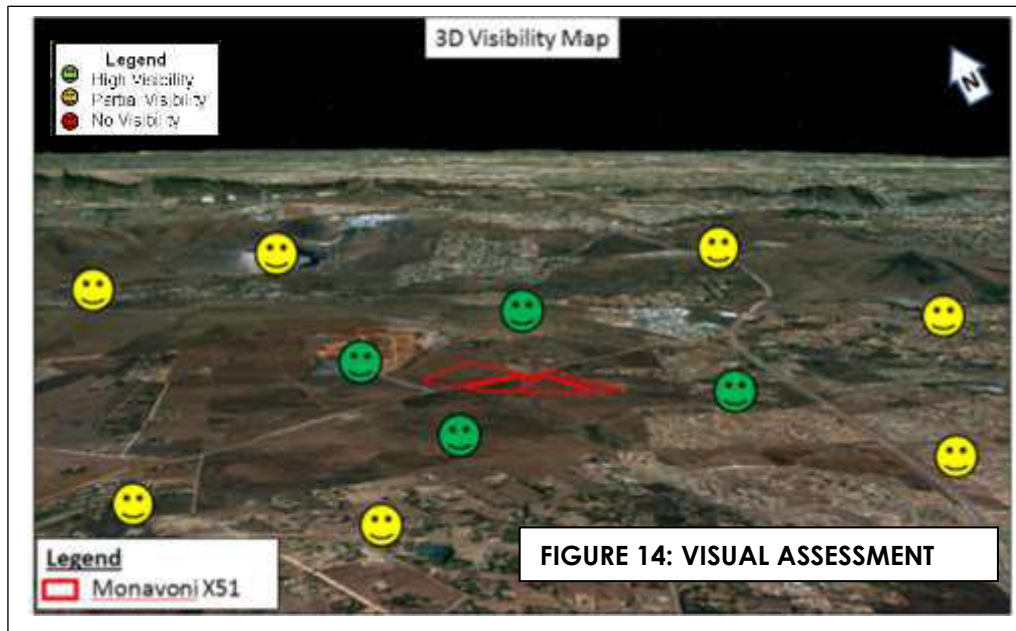 3D Visibility Map
Legend
High Visibility
Partial Visibility
No Visibility
N
Legend
Monavoni X51
FIGURE 14: VISUAL ASSESSMENT